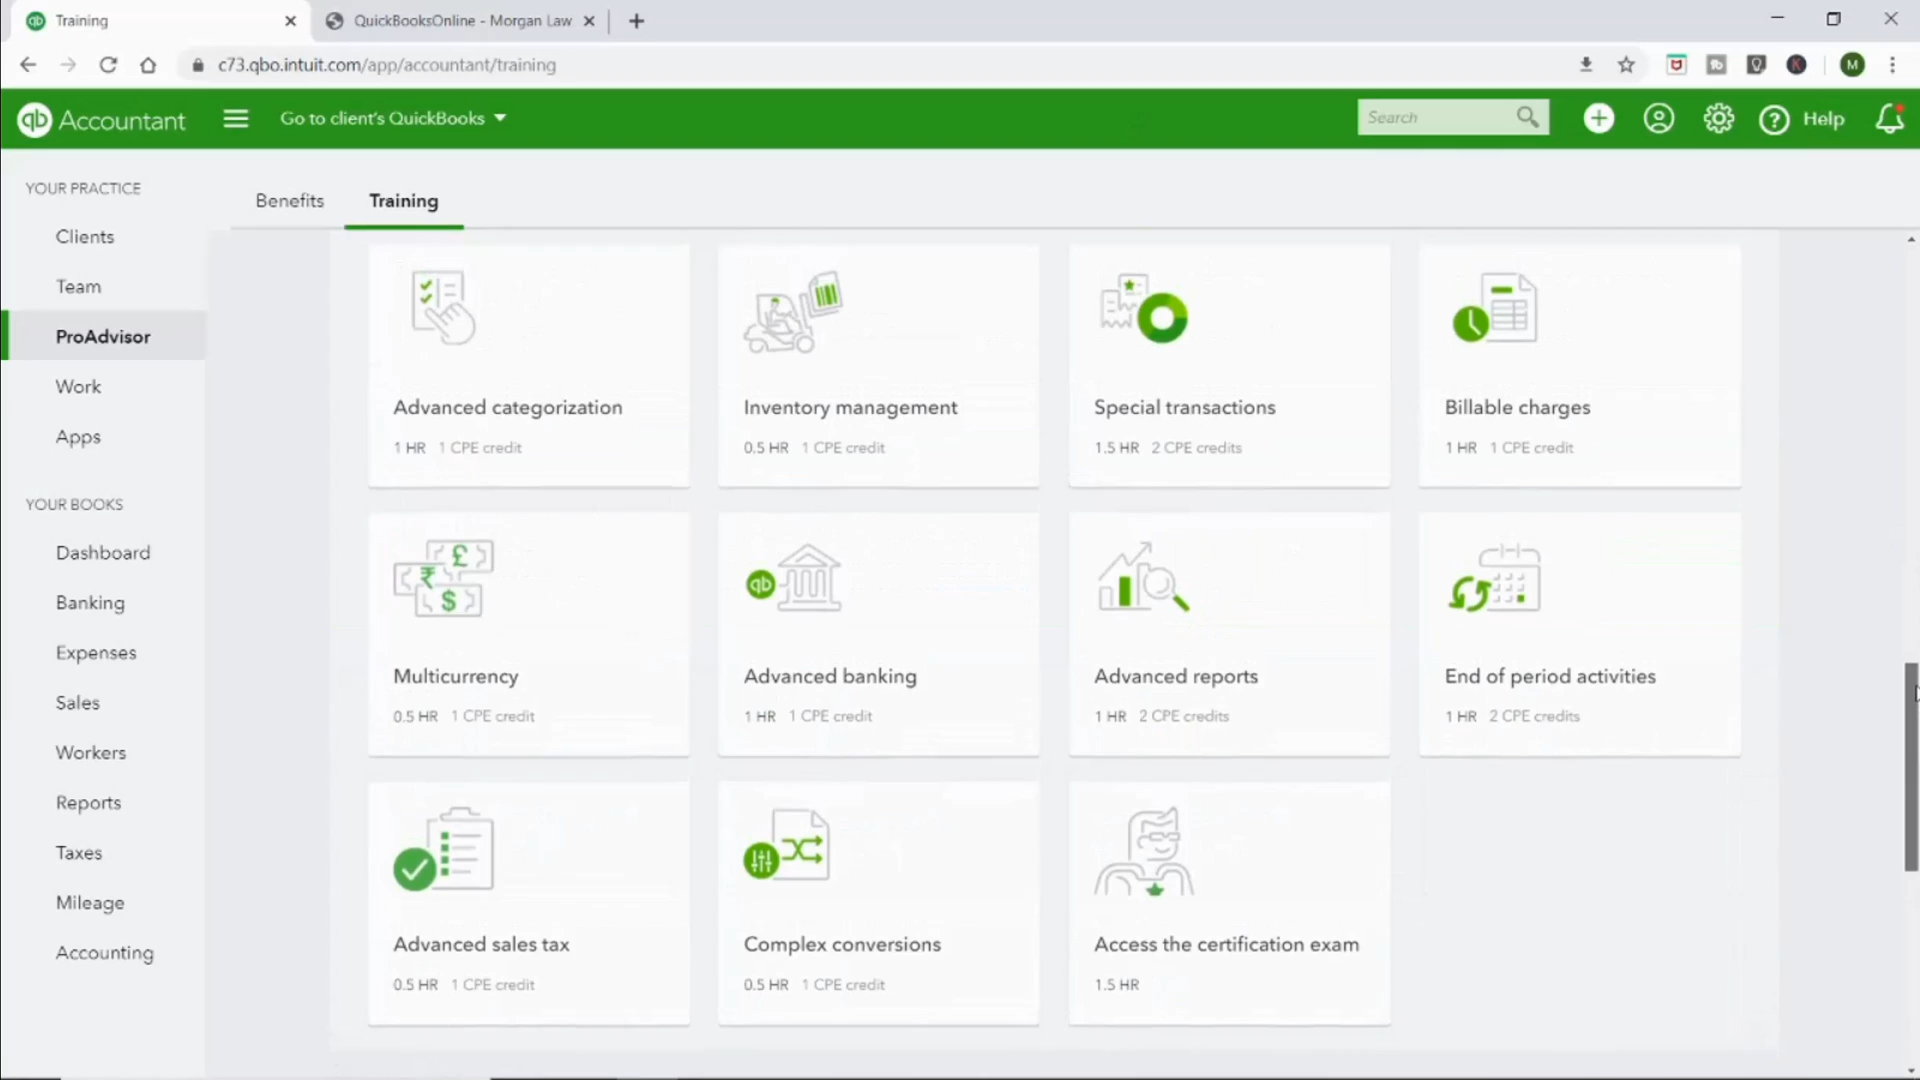 Training
QuickBooksOnline - Morgan Law
c73.qbo.intuit.com/app/accountant/training
M
qb Accountant
Go to client's QuickBooks
Search
Help
YOUR PRACTICE
Clients
Team
ProAdvisor
Work
Apps
YOUR BOOKS
Dashboard
Banking
Expenses
Sales
Workers
Reports
Taxes
Mileage
Accounting
Benefits
Training
Advanced categorization
1 HR 1 CPE credit
Inventory management
0.5 HR 1 CPE credit
Special transactions
1.5 HR 2 CPE credits
Billable charges
1 HR 1 CPE credit
Multicurrency
0.5 HR 1 CPE credit
qb
Advanced banking
1 HR 1 CPE credit
Advanced reports
1 HR 2 CPE credits
End of period activities
1 HR 2 CPE credits
Advanced sales tax
0.5 HR 1 CPE credit
Complex conversions
0.5 HR 1 CPE credit
Access the certification exam
1.5 HR